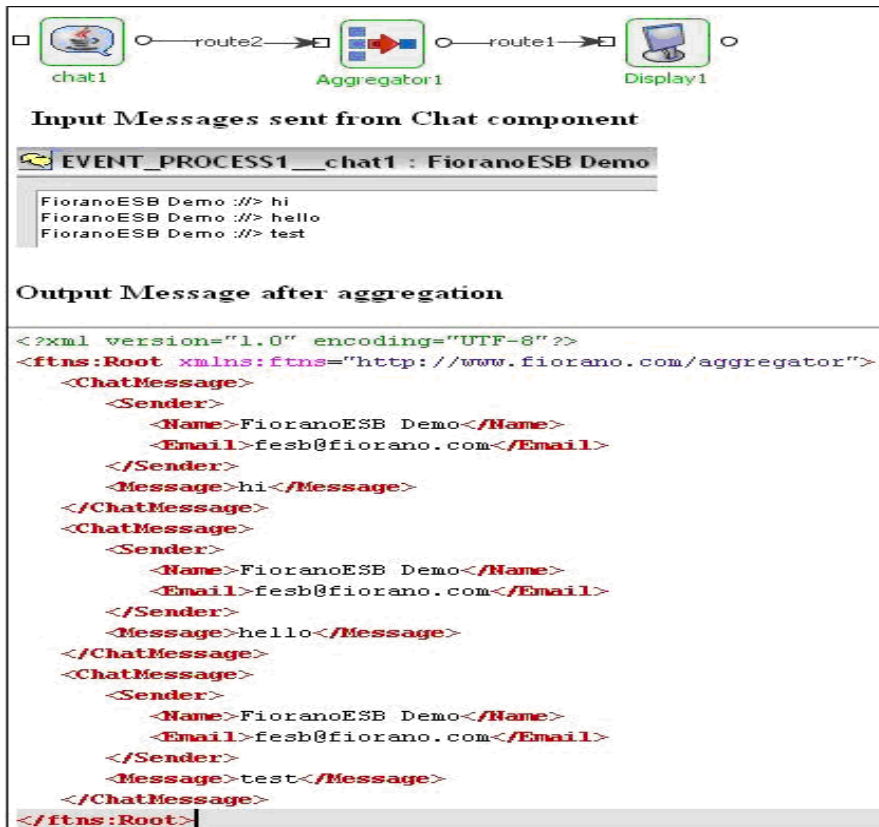 route2 route1
chat1 Aggregator1 Display1
Input Messages sent from Chat component
EVENT_PROCESS1__chat1 : FioranoESB Demo
FioranoESB Demo ://> hi
FioranoESB Demo ://> hello
FioranoESB Demo ://> test
Output Message after aggregation
<?xml version="1.0" encoding="UTF-8"?>
<ftns:Root xmlns:ftns="http://www.fiorano.com/aggregator">
<ChatMessage>
<Sender>
<Name>FioranoESB Demo</Name>
<Email>fesb@fiorano.com</Email>
</Sender>
<Message>hi</Message>
</ChatMessage>
<ChatMessage>
<Sender>
<Name>FioranoESB Demo</Name>
<Email>fesb@fiorano.com</Email>
</Sender>
<Message>hello</Message>
</ChatMessage>
<ChatMessage>
<Sender>
<Name>FioranoESB Demo</Name>
<Email>fesb@fiorano.com</Email>
</Sender>
<Message>test</Message>
</ChatMessage>
</ftns:Root>